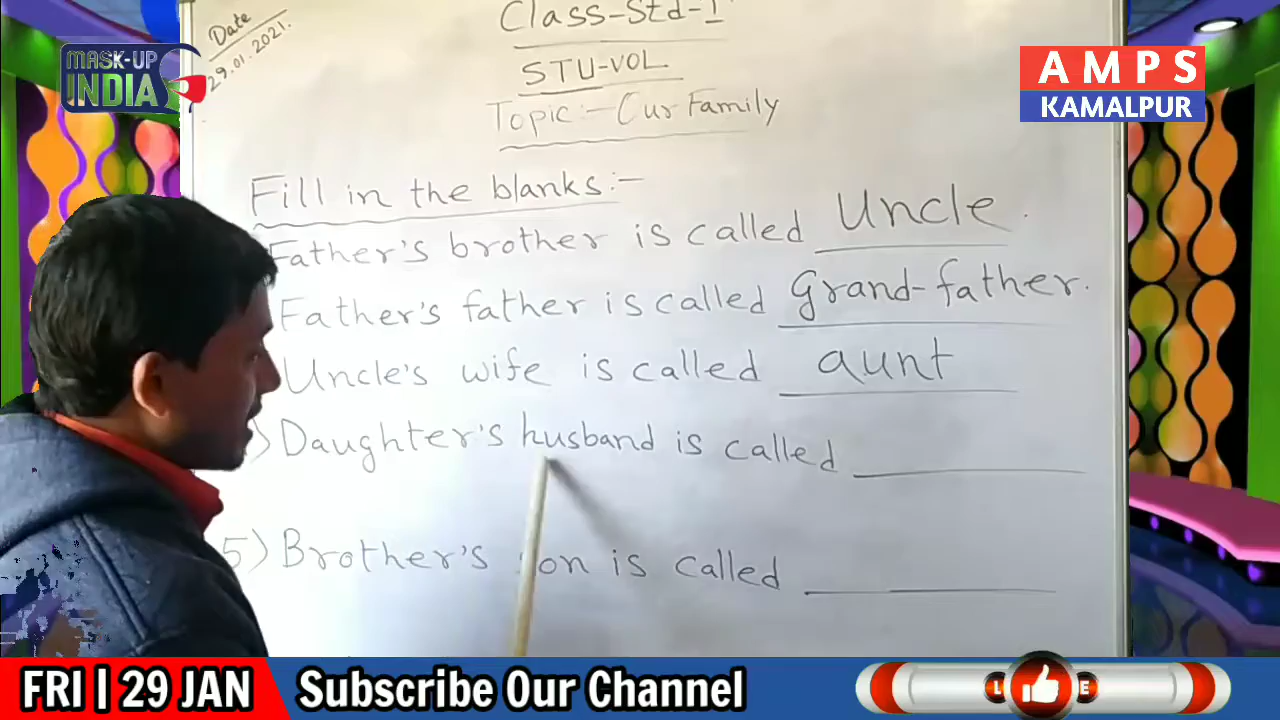 Date
29.01.2021.
Class-Std-I
STU-VOL
Topic:- Our Family
MASK-UP
INDIA
AMPS
KAMALPUR
Fill in the blanks:-
Father's brother is called Uncle.
Father's father is called Grand-father.
Uncle's wife is called aunt
) Daughter's husband is called
5) Brother's son is called
FRI | 29 JAN Subscribe Our Channel L E